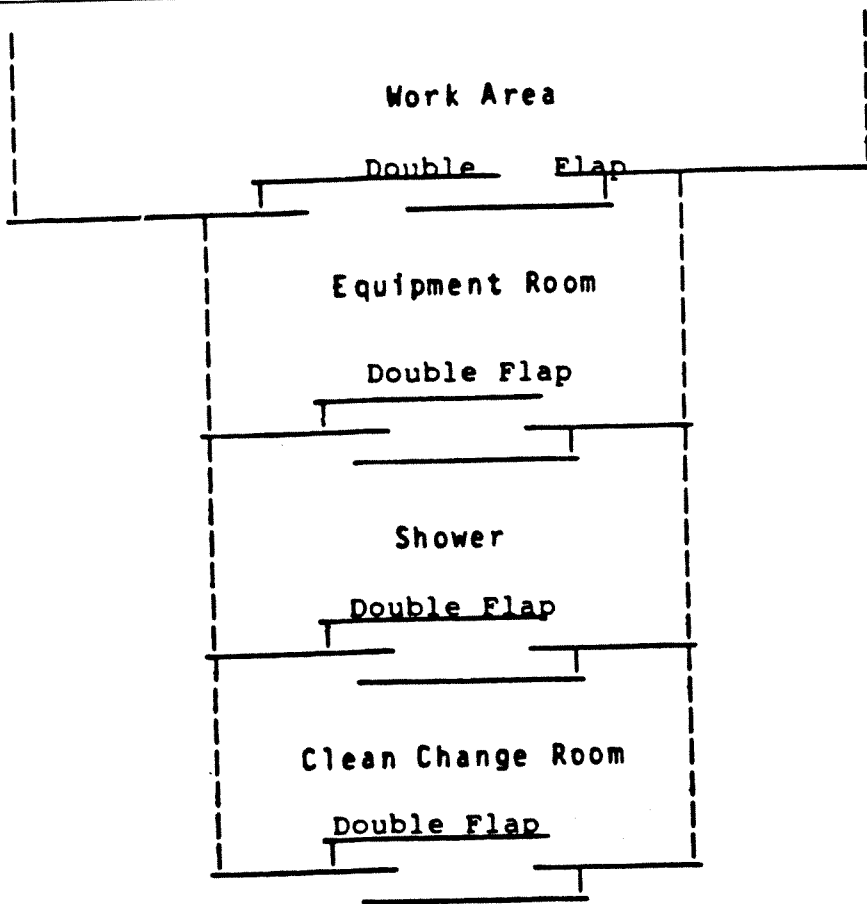 Work Area
Double Flap
Equipment Room
Double Flap
Shower
Double Flap
Clean Change Room
Double Flap